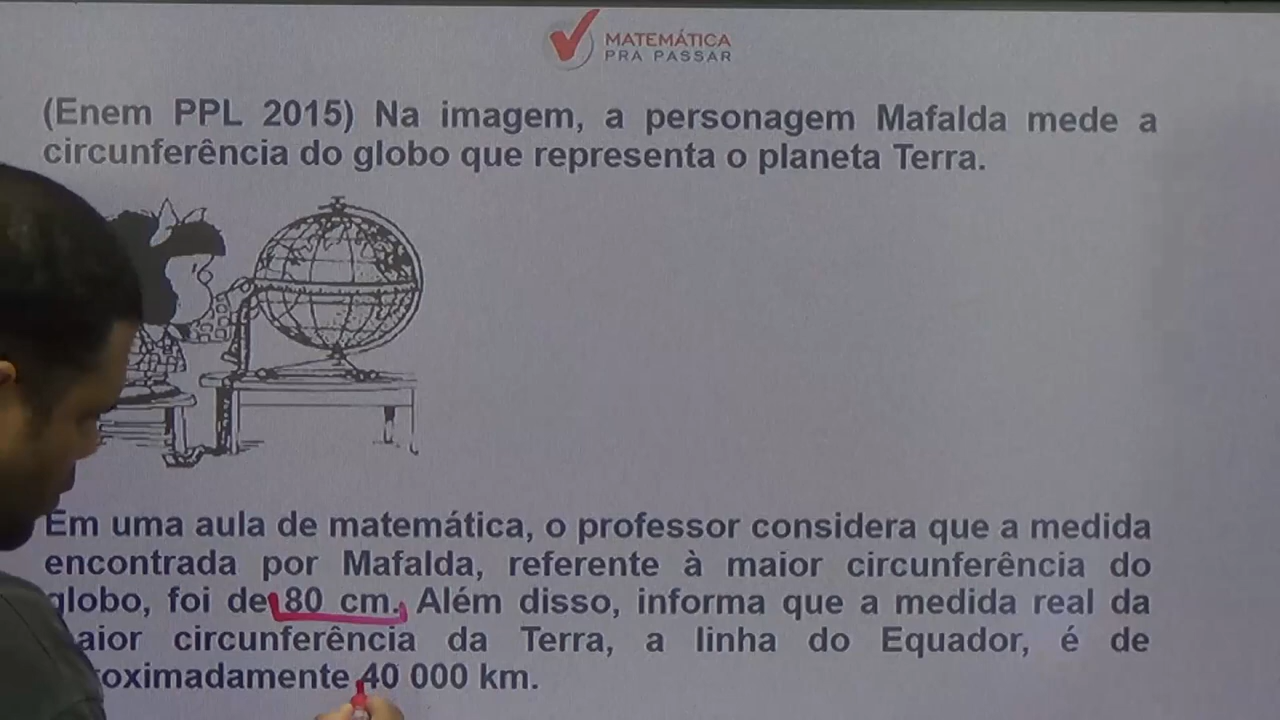 MATEMÁTICA
PRA PASSAR
(Enem PPL 2015) Na imagem, a personagem Mafalda mede a
circunferência do globo que representa o planeta Terra.
Em uma aula de matemática, o professor considera que a medida
encontrada por Mafalda, referente à maior circunferência do
globo, foi de 80 cm. Além disso, informa que a medida real da
circunferência da Terra, a linha do Equador, é de
40 000 km.